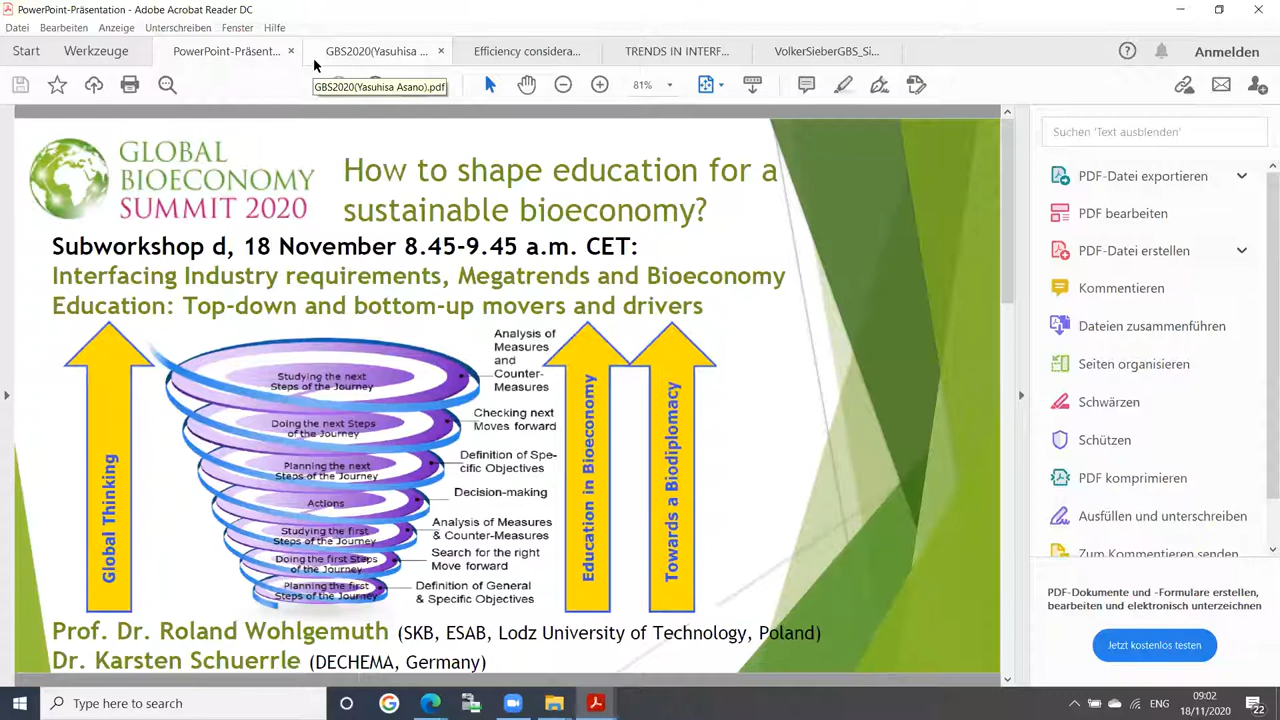 PowerPoint-Präsentation - Adobe Acrobat Reader DC
Datei Bearbeiten Anzeige Unterschreiben Fenster Hilfe
Start Werkzeuge PowerPoint-Präsent... GBS2020(Yasuhisa ... Efficiency considera... TRENDS IN INTERF... VolkerSieberGBS_Si... Anmelden
GBS2020(Yasuhisa Asano).pdf
81%
GLOBAL
BIOECONOMY
SUMMIT 2020
How to shape education for a
sustainable bioeconomy?
Subworkshop d, 18 November 8.45-9.45 a.m. CET:
Interfacing Industry requirements, Megatrends and Bioeconomy
Education: Top-down and bottom-up movers and drivers
Global Thinking
Studying the next
Steps of the Journey
Doing the next Steps
of the Journey
Planning the next
Steps of the Journey
Actions
Studying the first
Steps of the Journey
Doing the first Steps
of the Journey
Planning the first
Steps of the Journey
Analysis of
Measures
and
Counter-
Measures
Checking next
Moves forward
Definition of Spe-
cific Objectives
Decision-making
Analysis of Measures
& Counter-Measures
Search for the right
Move forward
Definition of General
& Specific Objectives
Education in Bioeconomy
Towards a Biodiplomacy
Prof. Dr. Roland Wohlgemuth (SKB, ESAB, Lodz University of Technology, Poland)
Dr. Karsten Schuerrle (DECHEMA, Germany)
Suchen 'Text ausblenden'
PDF-Datei exportieren
PDF bearbeiten
PDF-Datei erstellen
Kommentieren
Dateien zusammenführen
Seiten organisieren
Schwärzen
Schützen
PDF komprimieren
Ausfüllen und unterschreiben
Zum Kommentieren senden
PDF-Dokumente und -Formulare erstellen,
bearbeiten und elektronisch unterzeichnen
Jetzt kostenlos testen
Type here to search
ENG
09:02
18/11/2020
22